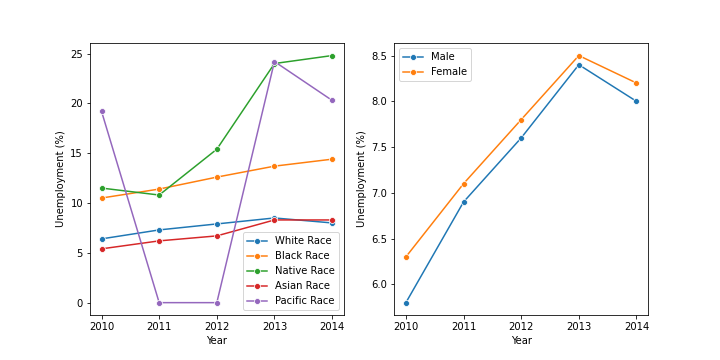 25
20
15
10
5
0
Unemployment (%)
2010 2011 2012 2013 2014
Year
White Race
Black Race
Native Race
Asian Race
Pacific Race
8.5
8.0
7.5
7.0
6.5
6.0
Unemployment (%)
2010 2011 2012 2013 2014
Year
Male
Female